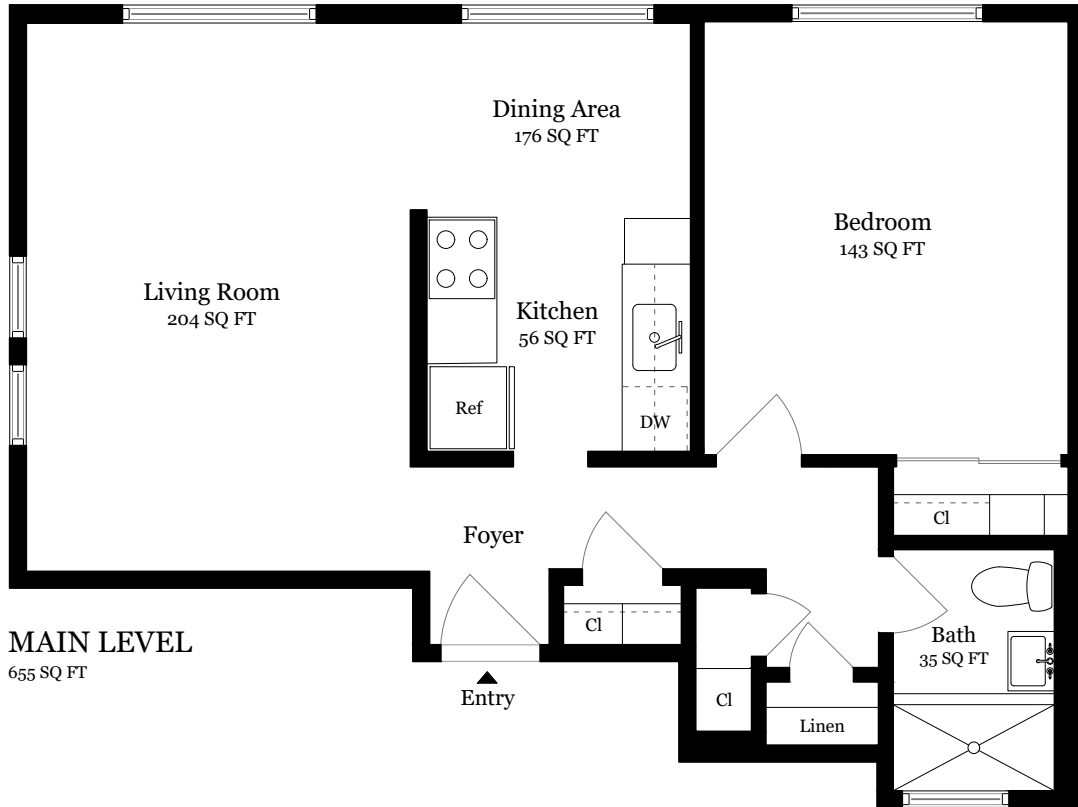 Dining Area
176 SQ FT
Bedroom
143 SQ FT
Living Room
204 SQ FT
Kitchen
56 SQ FT
Ref
DW
Cl
Foyer
Cl
Bath
35 SQ FT
MAIN LEVEL
655 SQ FT
Entry
Cl
Linen